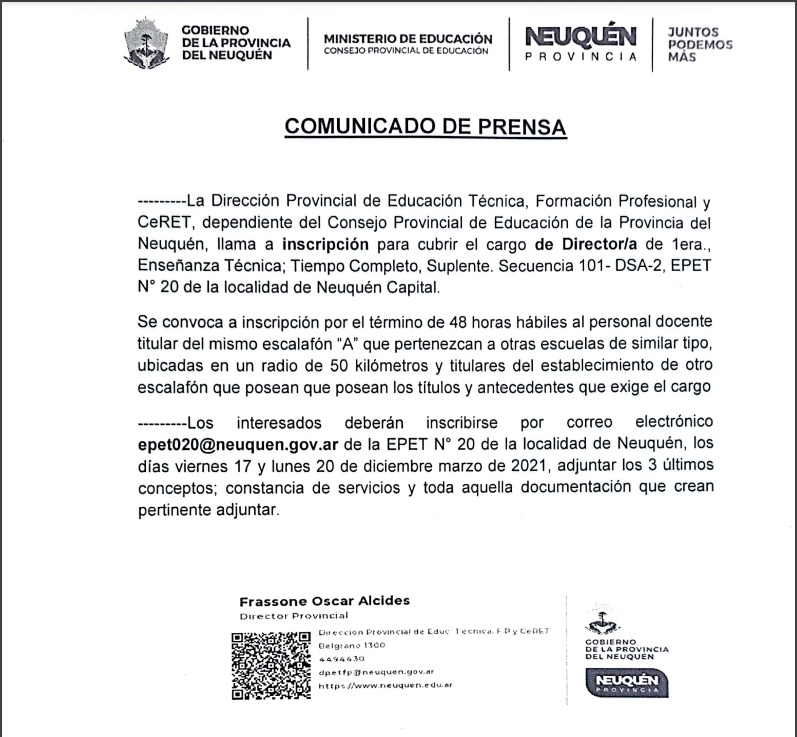 GOBIERNO
DE LA PROVINCIA
DEL NEUQUÉN
MINISTERIO DE EDUCACIÓN
CONSEJO PROVINCIAL DE EDUCACIÓN
NEUQUÉN
PROVINCIA
JUNTOS
PODEMOS
MÁS
COMUNICADO DE PRENSA
---------La Dirección Provincial de Educación Técnica, Formación Profesional y
CeRET, dependiente del Consejo Provincial de Educación de la Provincia del
Neuquén, llama a inscripción para cubrir el cargo de Director/a de 1era.,
Enseñanza Técnica; Tiempo Completo, Suplente. Secuencia 101- DSA-2, EPET
N° 20 de la localidad de Neuquén Capital.
Se convoca a inscripción por el término de 48 horas hábiles al personal docente
titular del mismo escalafón “A” que pertenezcan a otras escuelas de similar tipo,
ubicadas en un radio de 50 kilómetros y titulares del establecimiento de otro
escalafón que posean que posean los títulos y antecedentes que exige el cargo
---------Los interesados deberán inscribirse por correo electrónico
epet020@neuquen.gov.ar de la EPET N° 20 de la localidad de Neuquén, los
días viernes 17 y lunes 20 de diciembre marzo de 2021, adjuntar los 3 últimos
conceptos; constancia de servicios y toda aquella documentación que crean
pertinente adjuntar.
Frassone Oscar Alcides
Director Provincial
Dirección Provincial de Educ. Técnica, F.P y CeRET
Belgrano 1300
4494430
dpetfp@neuquen.gov.ar
https://www.neuquen.edu.ar
GOBIERNO
DE LA PROVINCIA
DEL NEUQUÉN
NEUQUÉN
PROVINCIA